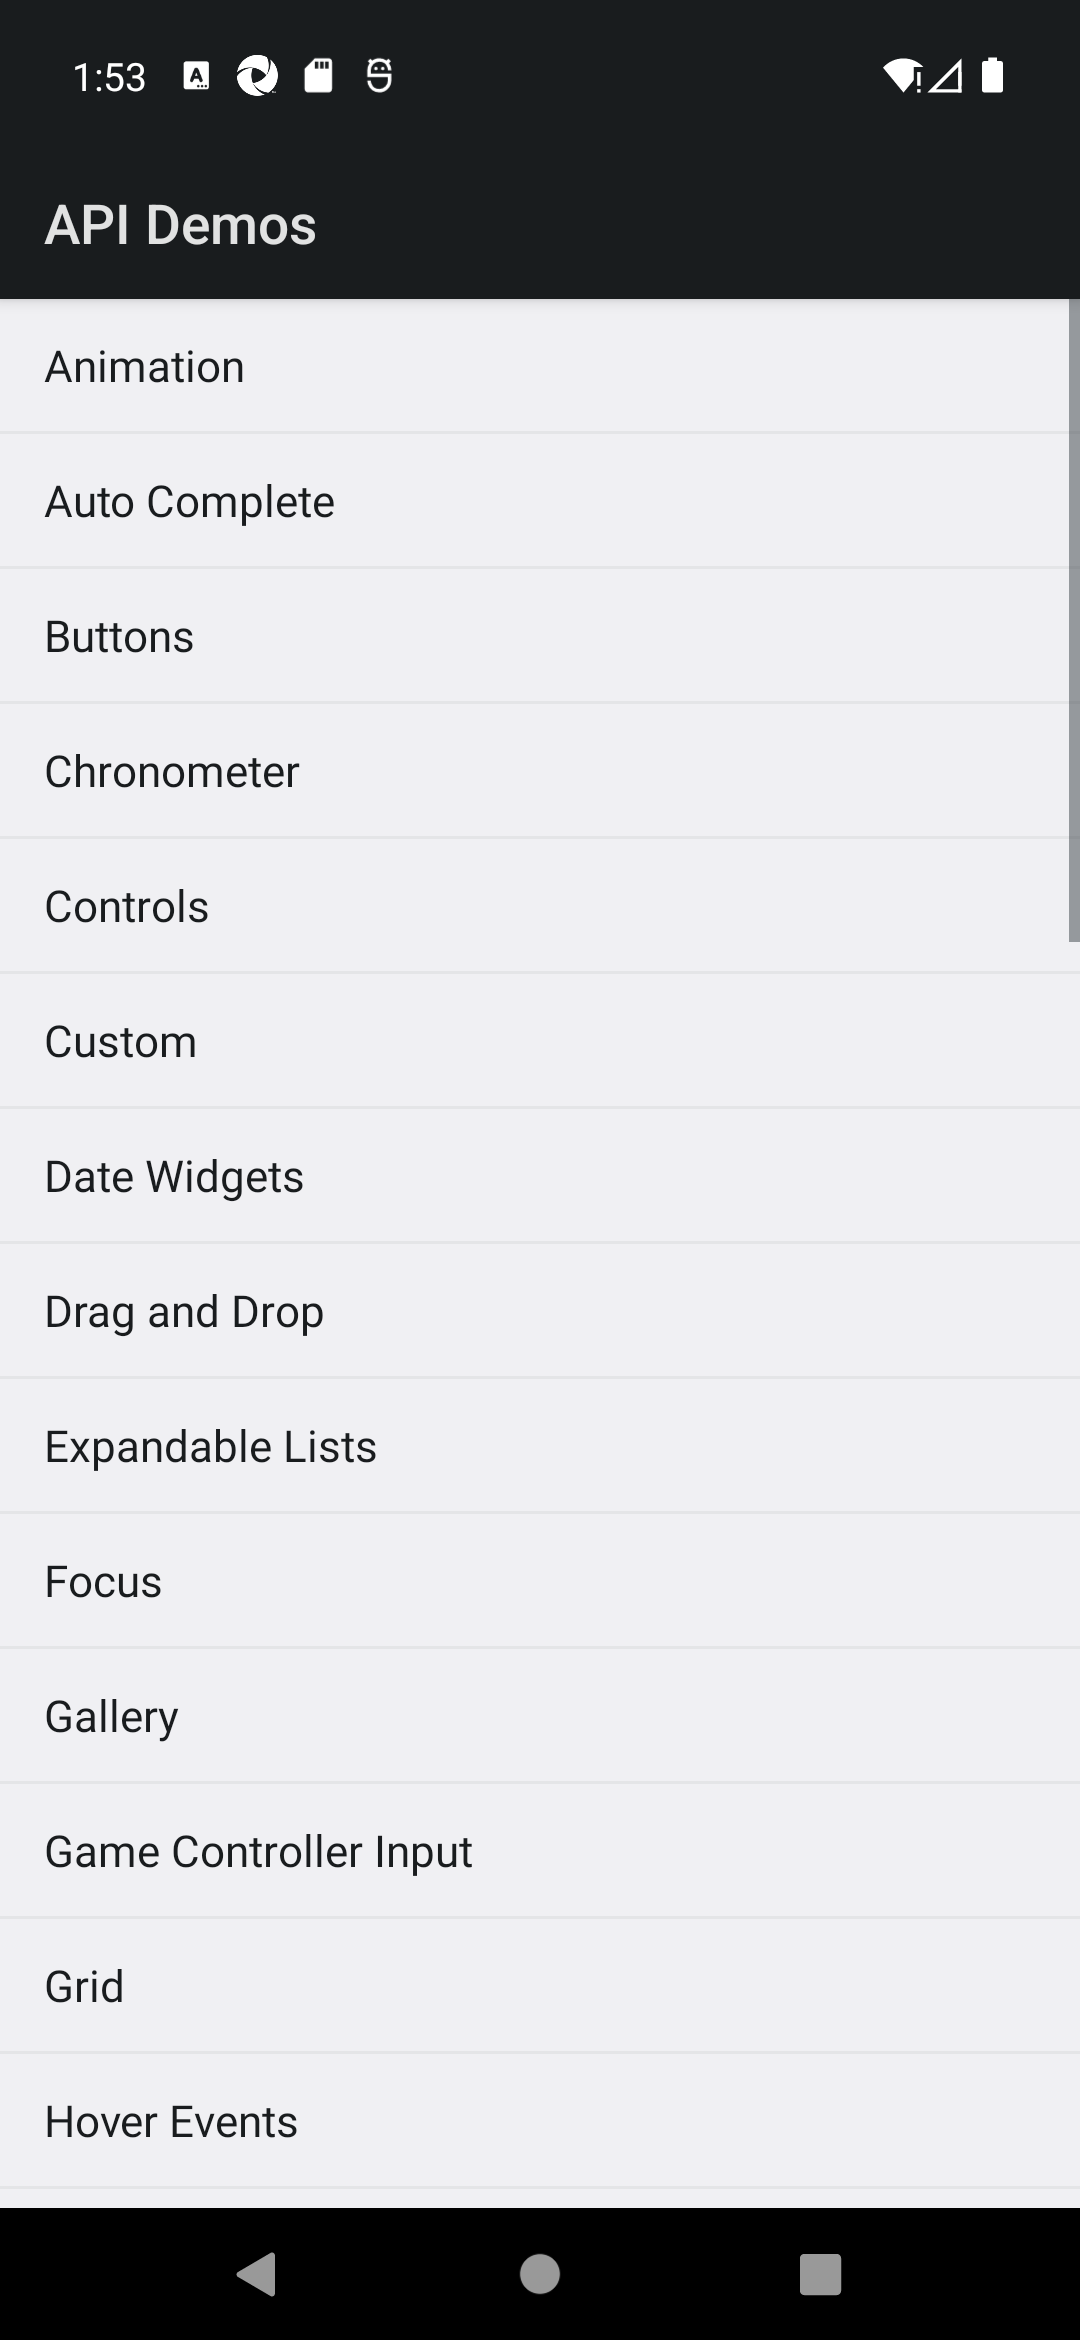 1:53
API Demos
Animation
Auto Complete
Buttons
Chronometer
Controls
Custom
Date Widgets
Drag and Drop
Expandable Lists
Focus
Gallery
Game Controller Input
Grid
Hover Events